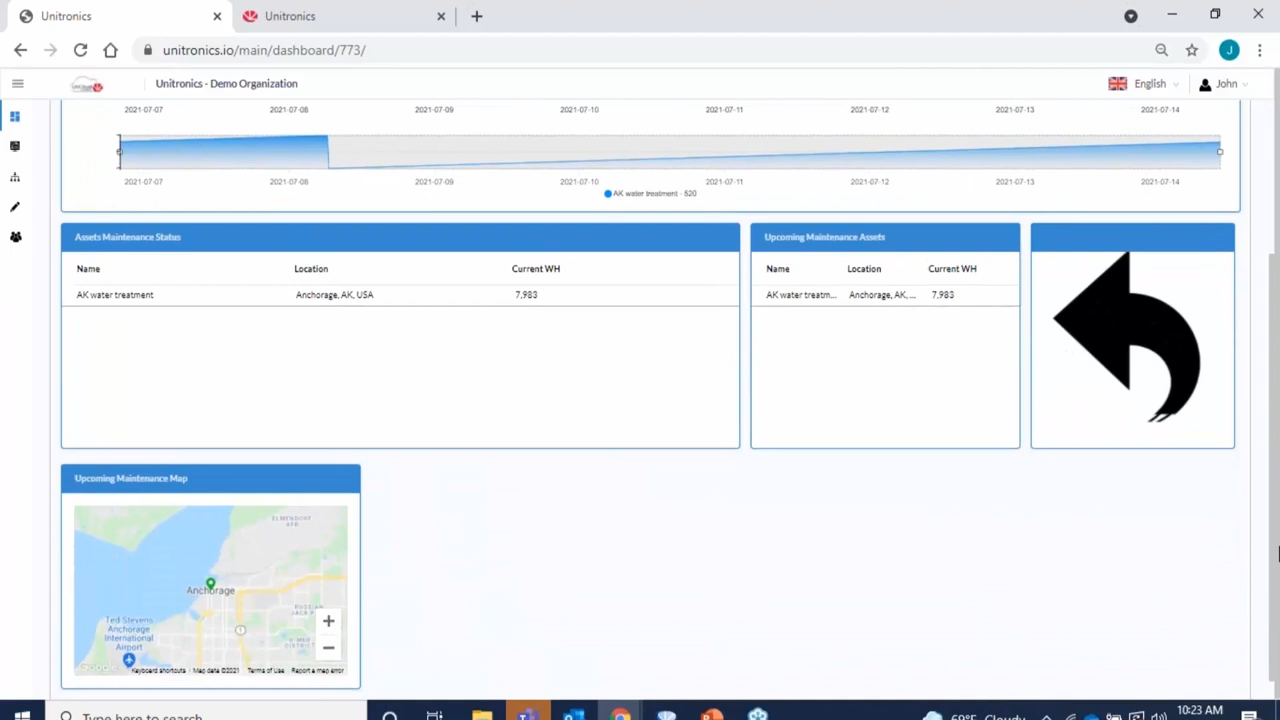 Unitronics
Unitronics
unitronics.io/main/dashboard/773/
J
Unitronics - Demo Organization
English
John
2021-07-07 2021-07-08 2021-07-09 2021-07-10 2021-07-11 2021-07-12 2021-07-13 2021-07-14
2021-07-07 2021-07-08 2021-07-09 2021-07-10 2021-07-11 2021-07-12 2021-07-13 2021-07-14
AK water treatment - 520
Assets Maintenance Status
Name Location Current WH
AK water treatment Anchorage, AK, USA 7,983
Upcoming Maintenance Assets
Name Location Current WH
AK water treatm... Anchorage, AK, ... 7,983
Upcoming Maintenance Map
ELMENDORF
AFB
Anchorage
Ted Stevens
Anchorage
International
Airport
1
RUSSIAN
JACK P
Google
Keyboard shortcuts Map data ©2021 Terms of Use Report a map error
Type here to search
69°F Cloudy
10:23 AM